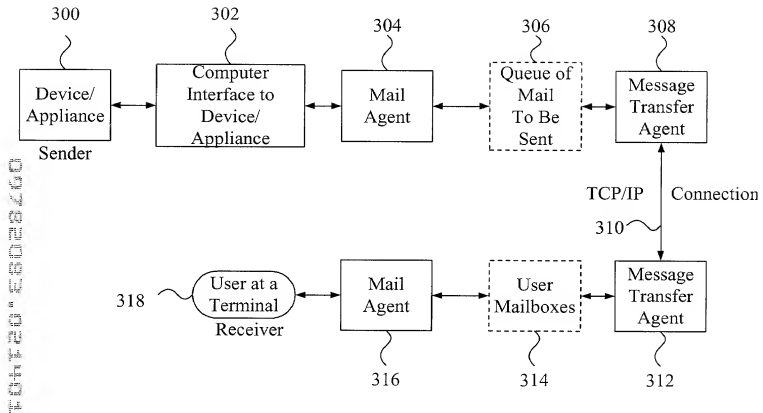 300
302
304
306
308
Device/
Appliance
Sender
Computer
Interface to
Device/
Appliance
Mail
Agent
Queue of
Mail
To Be
Sent
Message
Transfer
Agent
TCP/IP Connection
310
318
User at a
Terminal
Receiver
Mail
Agent
User
Mailboxes
Message
Transfer
Agent
316
314
312